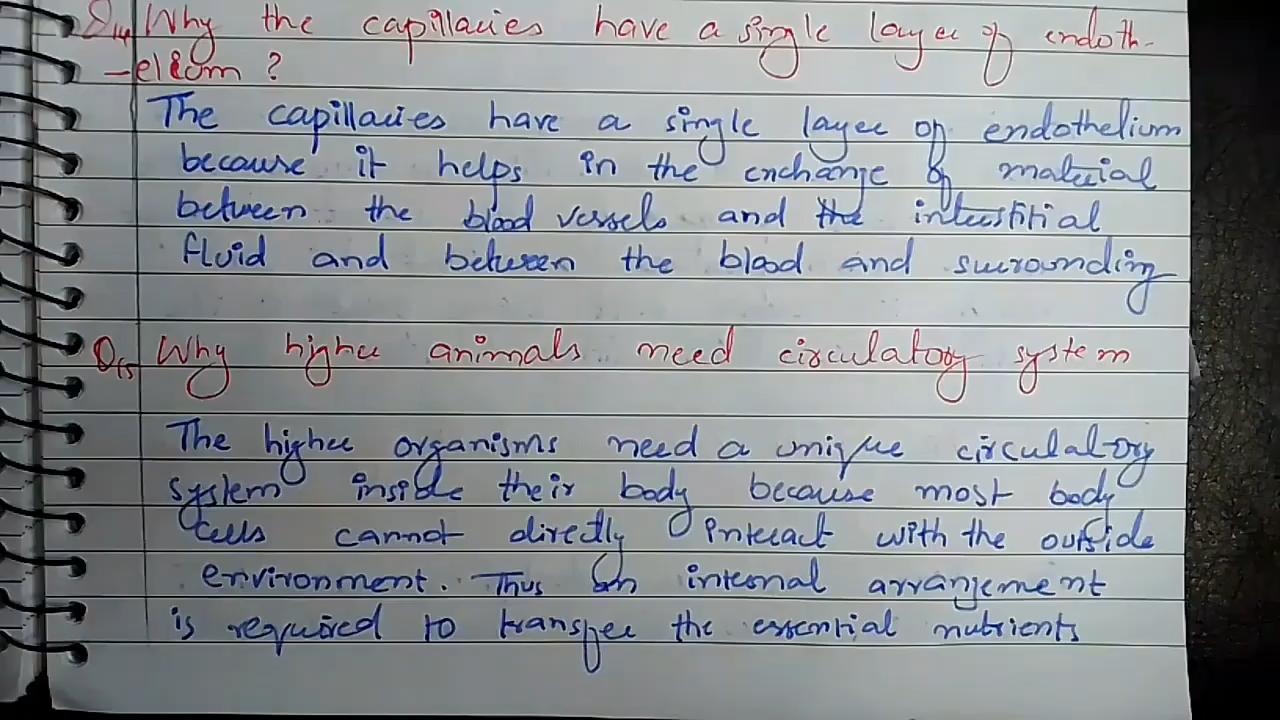 Q14 Why the capillaries have a single layer of endoth-
-elium ?
The capillaries have a single layer of endothelium
because it helps in the exchange of material
between the blood vessels and the interstitial
fluid and between the blood and surrounding
Q15 Why higher animals need circulatory system
The higher organisms need a unique circulatory
system inside their body because most body
cells cannot directly interact with the outside
environment. Thus an internal arrangement
is required to transfer the essential nutrients